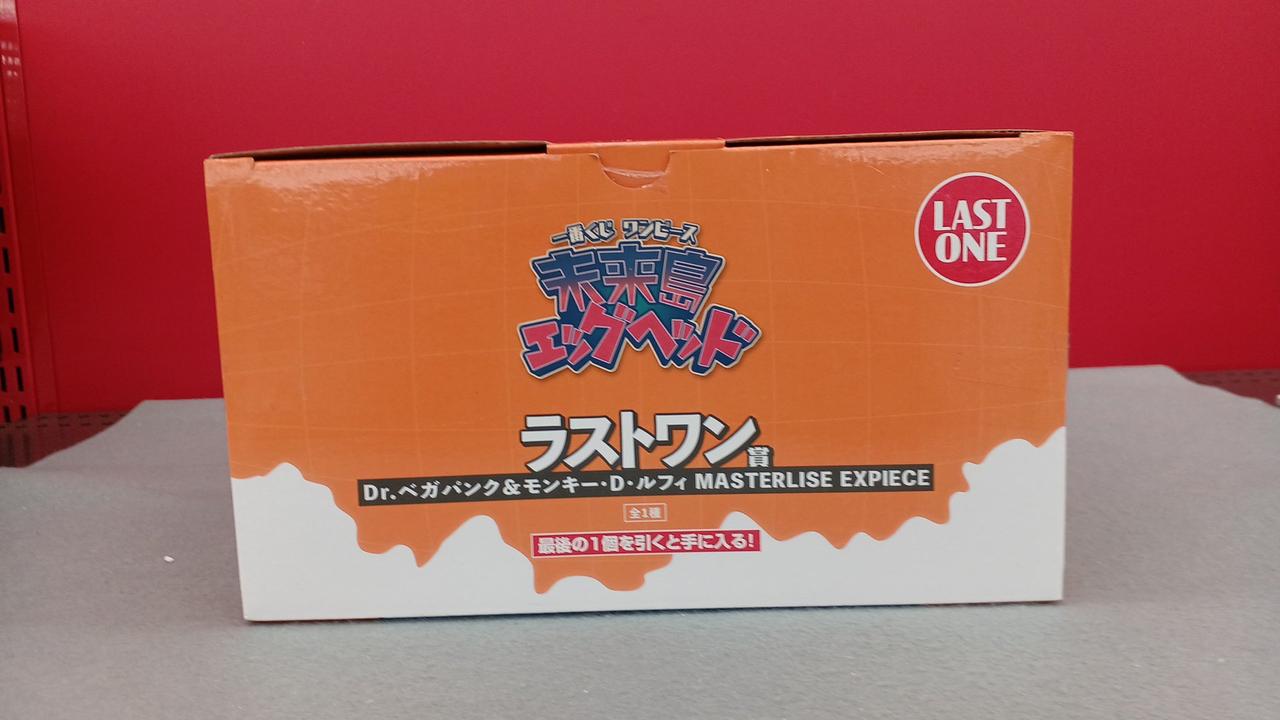 一番くじ ワンピース
未来島
エッグヘッド
LAST
ONE
ラストワン賞
Dr.ベガパンク&モンキー・D・ルフィ MASTERLISE EXPIECE
全1種
最後の1個を引くと手に入る!